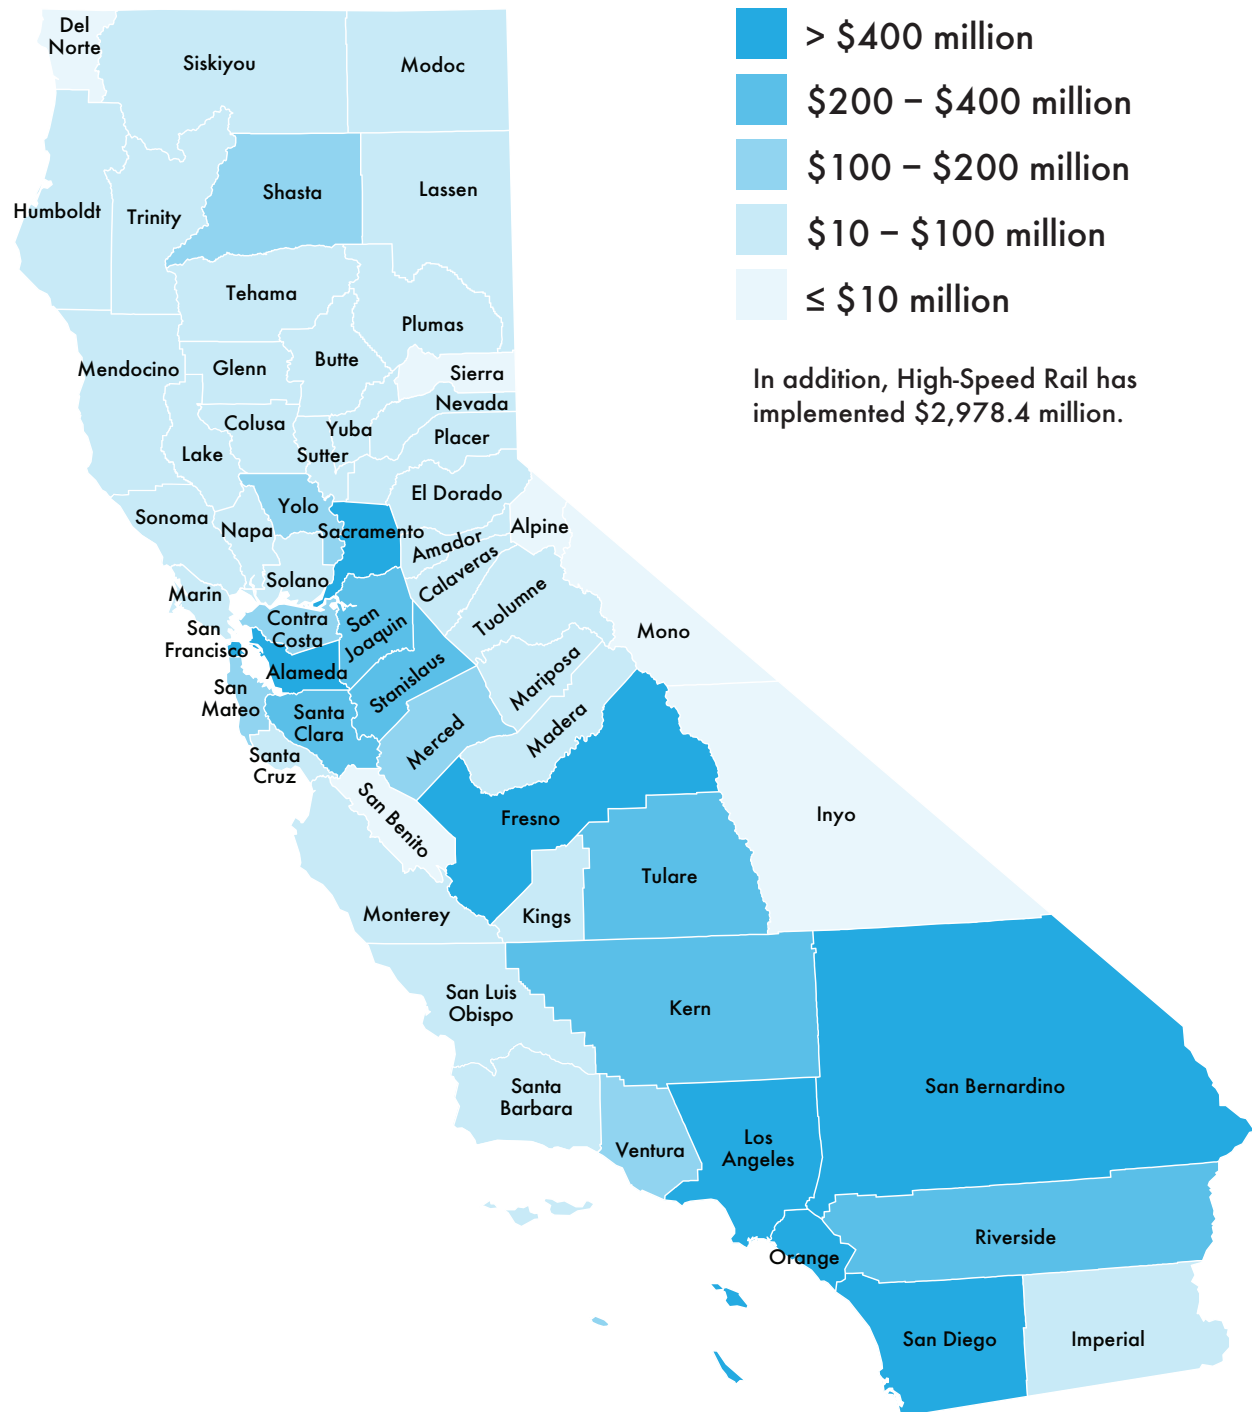 > $400 million
$200 – $400 million
$100 – $200 million
$10 – $100 million
≤ $10 million
In addition, High-Speed Rail has
implemented $2,978.4 million.
Del
Norte
Siskiyou
Modoc
Shasta
Lassen
Humboldt
Trinity
Tehama
Plumas
Mendocino
Glenn
Butte
Sierra
Nevada
Colusa
Yuba
Placer
Lake
Sutter
El Dorado
Yolo
Sonoma
Napa
Sacramento
Alpine
Amador
Solano
Calaveras
Marin
Tuolumne
Contra
Costa
San
Joaquin
San
Francisco
Mono
Alameda
Stanislaus
Mariposa
San
Mateo
Santa
Clara
Merced
Madera
Santa
Cruz
San Benito
Fresno
Inyo
Tulare
Monterey
Kings
San Luis
Obispo
Kern
Santa
Barbara
San Bernardino
Ventura
Los
Angeles
Riverside
Orange
San Diego
Imperial